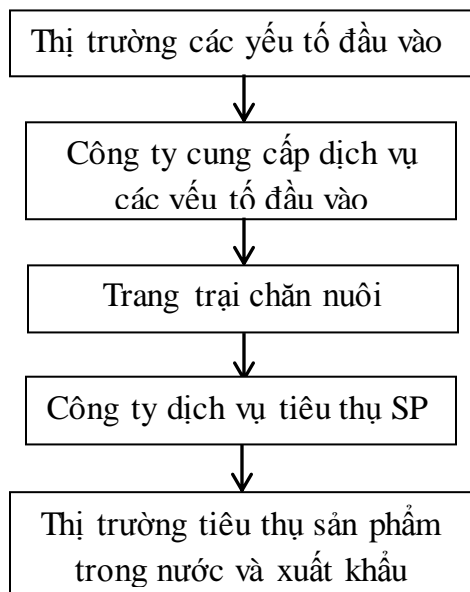 Thị trường các yếu tố đầu vào
Công ty cung cấp dịch vụ
các yếu tố đầu vào
Trang trại chăn nuôi
Công ty dịch vụ tiêu thụ SP
Thị trường tiêu thụ sản phẩm
trong nước và xuất khẩu